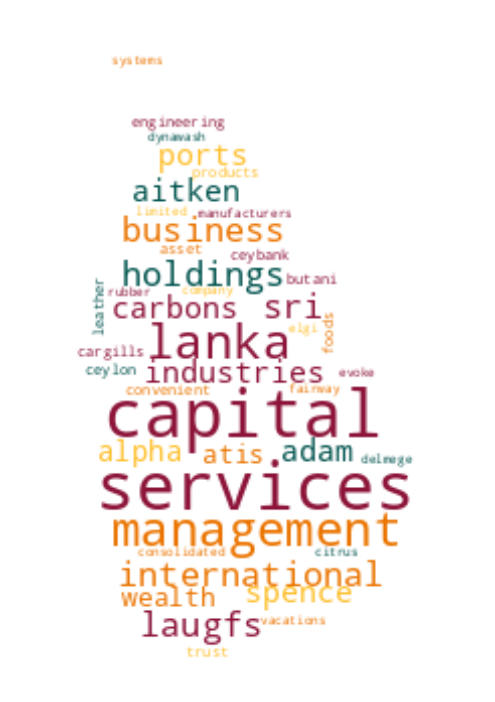 systems
engineering
dynawash
ports
products
aitken
limited manufacturers
business
asset ceybank
holdings butani
leather rubber company
carbons sri
elgi foods
lanka
cargills
ceylon industries evoke
convenient fairway
capital
alpha atis adam delmege
services
management
consolidated citrus
international
wealth spence
laugfs vacations
trust